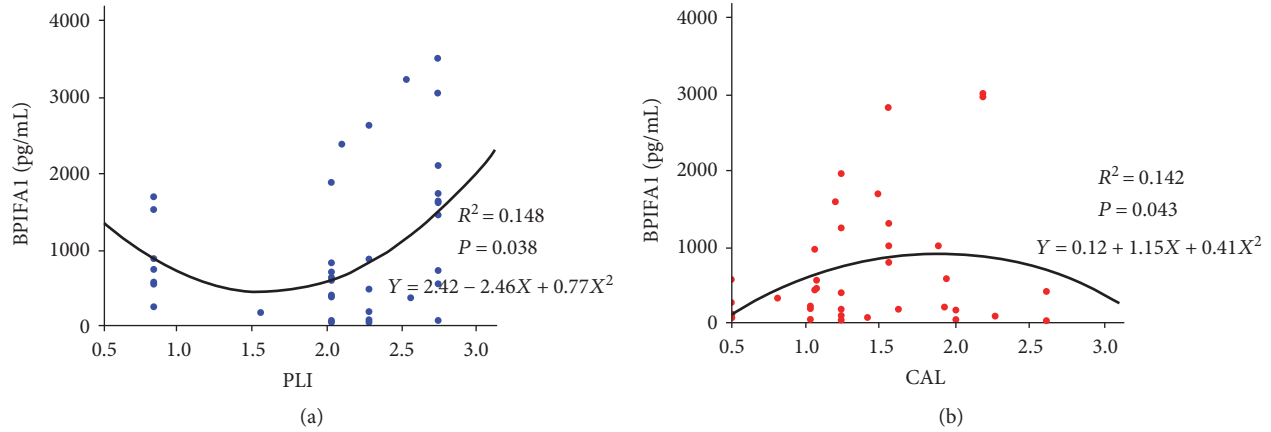 4000
3000
2000
1000
0
BPIFA1 (pg/mL)
R² = 0.148
P = 0.038
Y = 2.42 − 2.46X + 0.77X²
0.5 1.0 1.5 2.0 2.5 3.0
PLI
(a)
4000
3000
2000
1000
0
BPIFA1 (pg/mL)
R² = 0.142
P = 0.043
Y = 0.12 + 1.15X + 0.41X²
0.5 1.0 1.5 2.0 2.5 3.0
CAL
(b)